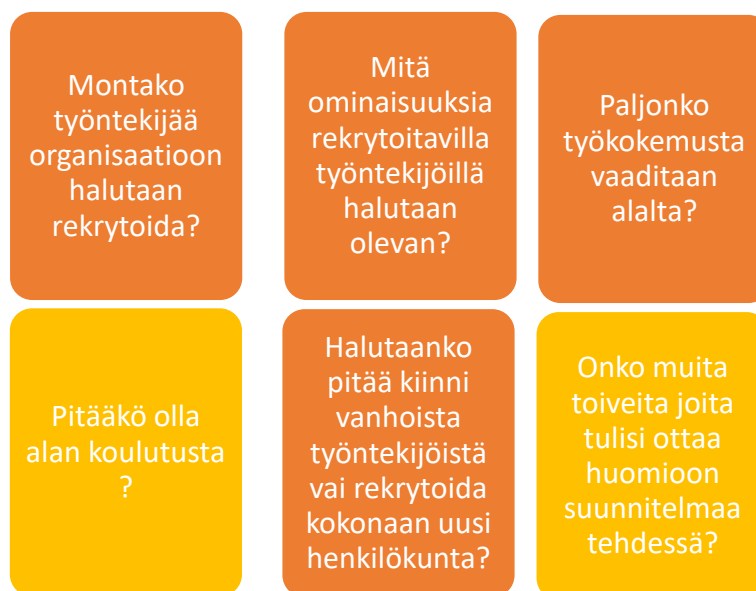 Montako
työntekijää
organisaatioon
halutaan
rekrytoida?
Mitä
ominaisuuksia
rekrytoitavilla
työntekijöillä
halutaan
olevan?
Paljonko
työkokemusta
vaaditaan
alalta?
Pitääkö olla
alan koulutusta
?
Halutaanko
pitää kiinni
vanhoista
työntekijöistä
vai rekrytoida
kokonaan uusi
henkilökunta?
Onko muita
toiveita joita
tulisi ottaa
huomioon
suunnitelmaa
tehdessä?